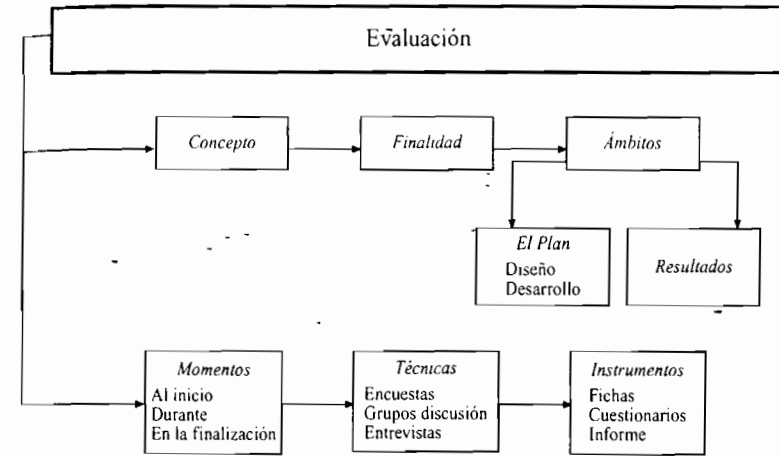 Evaluación
Concepto
Finalidad
Ámbitos
El Plan
Diseño
Desarrollo
Resultados
Momentos
Al inicio
Durante
En la finalización
Técnicas
Encuestas
Grupos discusión
Entrevistas
Instrumentos
Fichas
Cuestionarios
Informe